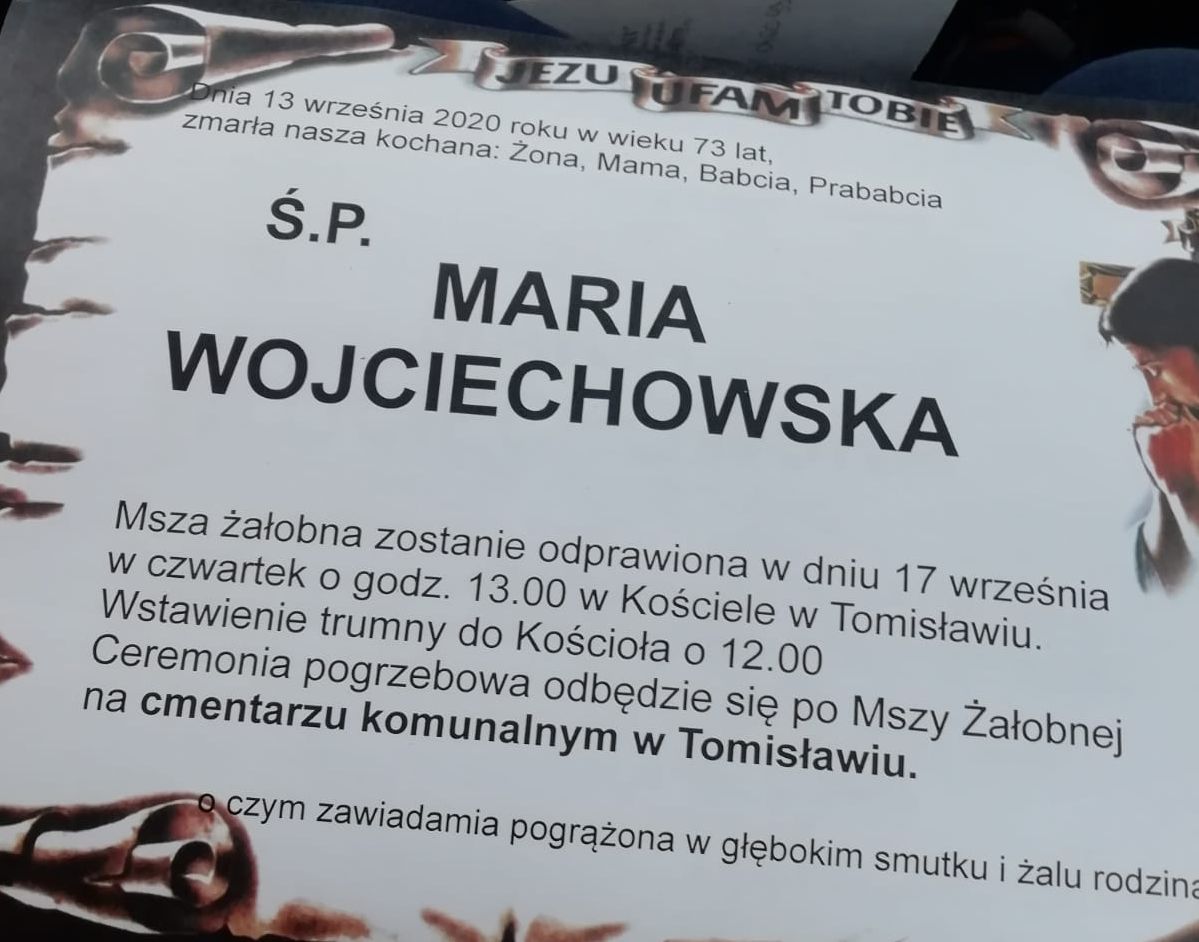 JEZU UFAM TOBIE
Dnia 13 września 2020 roku w wieku 73 lat,
zmarła nasza kochana: Żona, Mama, Babcia, Prababcia
Ś.P.
MARIA
WOJCIECHOWSKA
Msza żałobna zostanie odprawiona w dniu 17 września
w czwartek o godz. 13.00 w Kościele w Tomisławiu.
Wstawienie trumny do Kościoła o 12.00
Ceremonia pogrzebowa odbędzie się po Mszy Żałobnej
na cmentarzu komunalnym w Tomisławiu.
o czym zawiadamia pogrążona w głębokim smutku i żalu rodzina